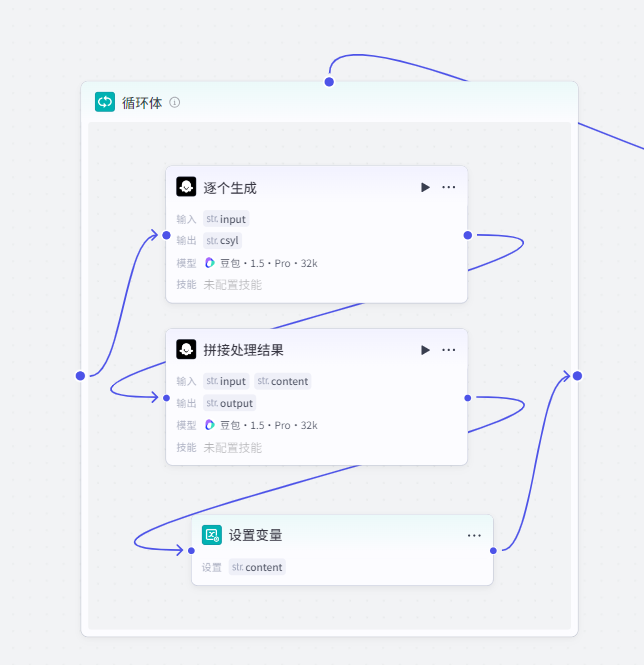 循环体
逐个生成
输入 str. input
输出 str. csyl
模型 豆包·1.5·Pro·32k
技能 未配置技能
拼接处理结果
输入 str. input str. content
输出 str. output
模型 豆包·1.5·Pro·32k
技能 未配置技能
设置变量
设置 str. content